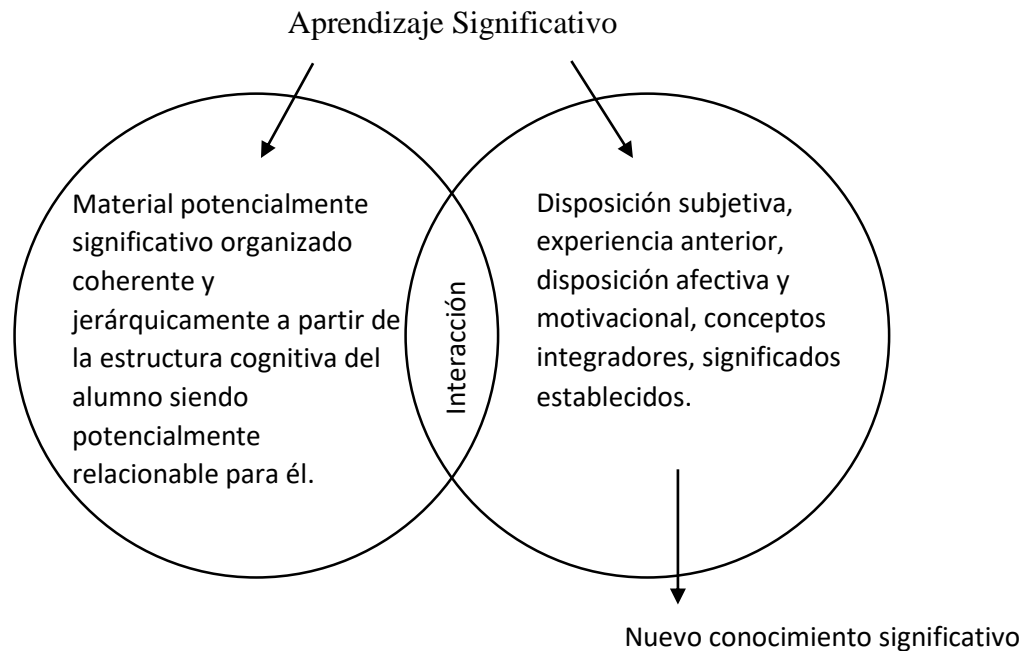 Aprendizaje Significativo
Material potencialmente
significativo organizado
coherente y
jerárquicamente a partir de
la estructura cognitiva del
alumno siendo
potencialmente
relacionable para él.
Interacción
Disposición subjetiva,
experiencia anterior,
disposición afectiva y
motivacional, conceptos
integradores, significados
establecidos.
Nuevo conocimiento significativo